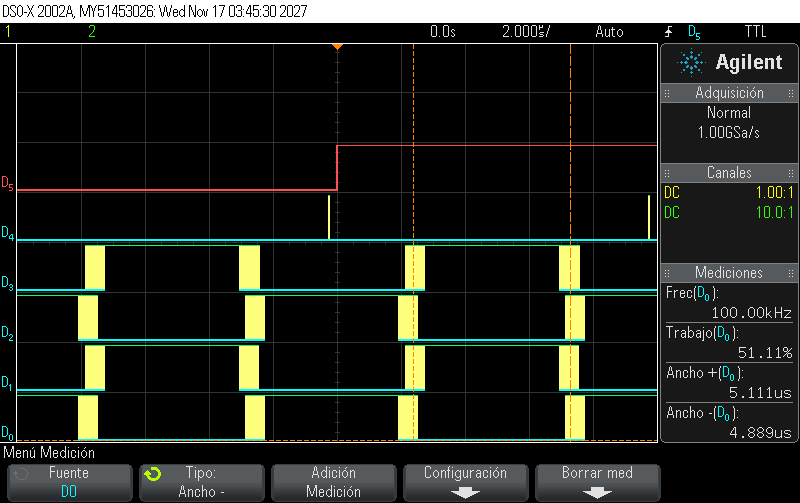 DSO-X 2002A, MY51453026: Wed Nov 17 03:45:30 2027
1 2 0.0s 2.000s/ Auto D5 TTL
Agilent
Adquisición
Normal
1.00GSa/s
Canales
DC 1.00:1
DC 10.0:1
Mediciones
Frec(D0):
100.00kHz
Trabajo(D0):
51.11%
Ancho +(D0):
5.111us
Ancho -(D0):
4.889us
D5
D4
D3
D2
D1
D0
Menú Medición
Fuente
D0
Tipo:
Ancho -
Adición
Medición
Configuración
Borrar med